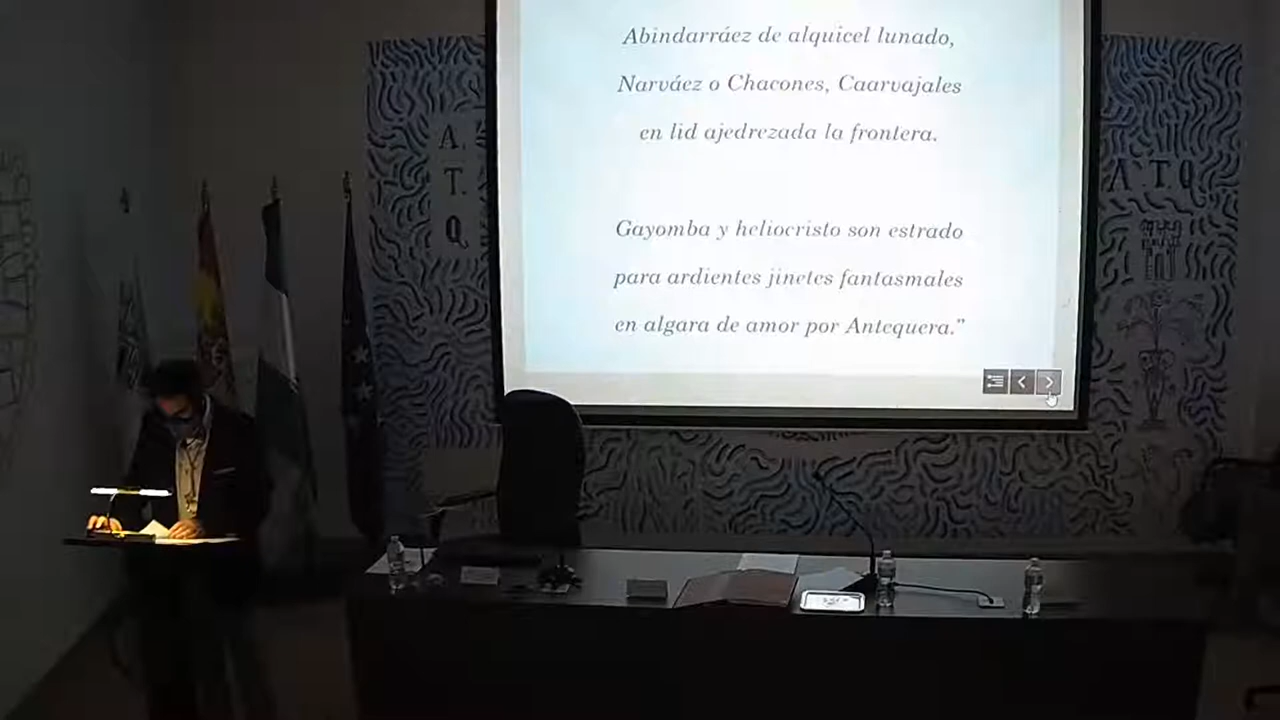 Abindarráez de alquicel lunado,
Narváez o Chacones, Caarvajales
en lid ajedrezada la frontera.
Gayomba y heliocristo son estrado
para ardientes jinetes fantasmales
en algara de amor por Antequera.”
A.
T.
Q
A.T.Q